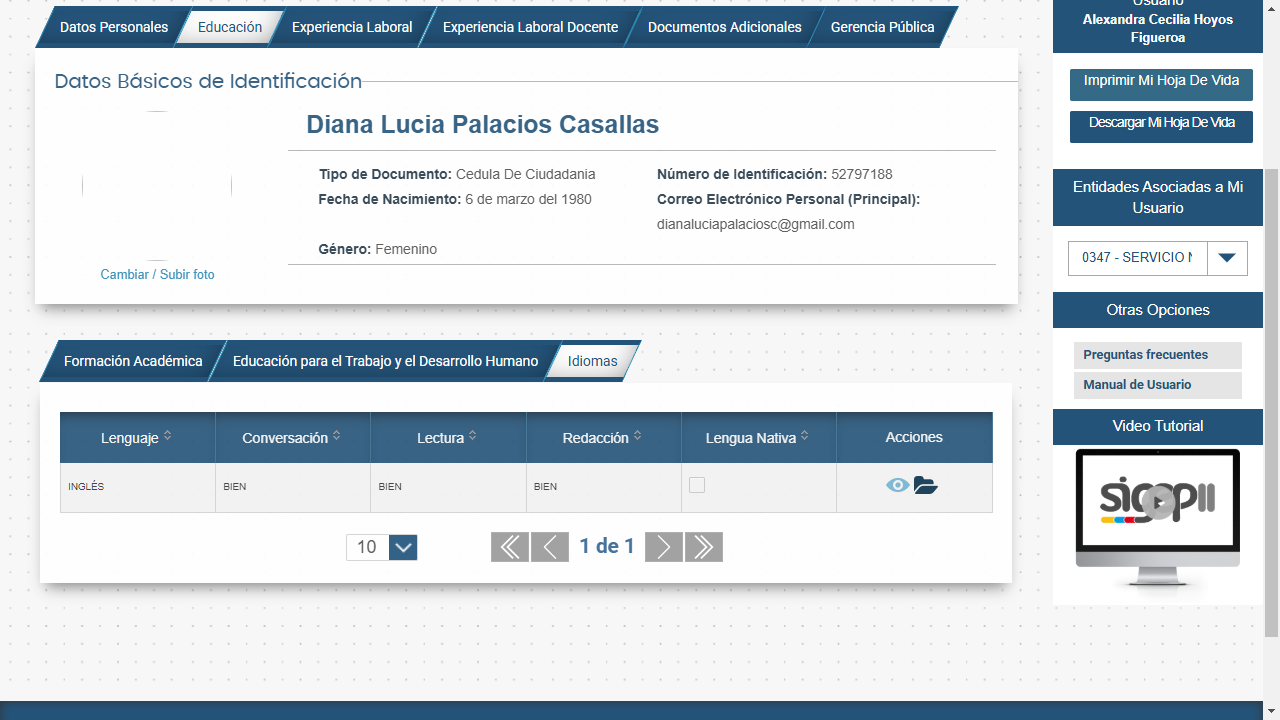 Datos Personales Educación Experiencia Laboral Experiencia Laboral Docente Documentos Adicionales Gerencia Pública
Datos Básicos de Identificación
Diana Lucia Palacios Casallas
Tipo de Documento: Cedula De Ciudadania Número de Identificación: 52797188
Fecha de Nacimiento: 6 de marzo del 1980 Correo Electrónico Personal (Principal):
dianaluciapalaciosc@gmail.com
Género: Femenino
Cambiar / Subir foto
Formación Académica Educación para el Trabajo y el Desarrollo Humano Idiomas
Lenguaje Conversación Lectura Redacción Lengua Nativa Acciones
INGLÉS BIEN BIEN BIEN
10 1 de 1
Usuario
Alexandra Cecilia Hoyos
Figueroa
Imprimir Mi Hoja De Vida
Descargar Mi Hoja De Vida
Entidades Asociadas a Mi
Usuario
0347 - SERVICIO
Otras Opciones
Preguntas frecuentes
Manual de Usuario
Video Tutorial
sigep II